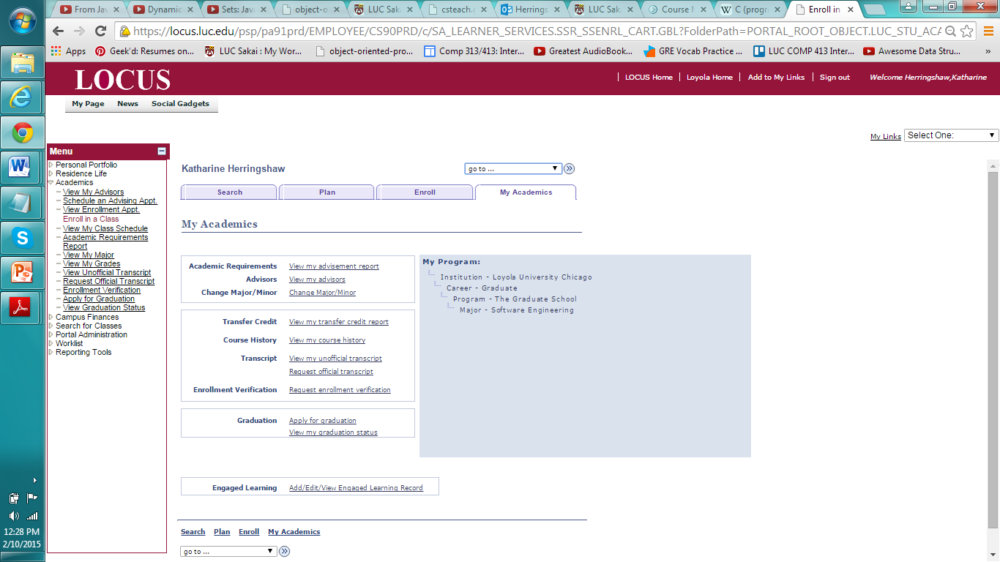 From Jav
Dynamic
Sets: Java
object-o
LUC Saka
csteach.
Herrings
LUC Saka
Course M
C (progr
Enroll in
https://locus.luc.edu/psp/pa91prd/EMPLOYEE/CS90PRD/c/SA_LEARNER_SERVICES.SSR_SSENRL_CART.GBL?FolderPath=PORTAL_ROOT_OBJECT.LUC_STU_ACA
Apps
Geek'd: Resumes on...
LUC Sakai : My Wor...
object-oriented-pro...
Comp 313/413: Inter...
Greatest AudioBook...
GRE Vocab Practice ...
LUC COMP 413 Inter...
Awesome Data Stru...
»
LOCUS
LOCUS Home
Loyola Home
Add to My Links
Sign out
Welcome Herringshaw,Katharine
My Page
News
Social Gadgets
My Links
Select One:
Menu
Personal Portfolio
Residence Life
Academics
View My Advisors
Schedule an Advising Appt.
View Enrollment Appt.
Enroll in a Class
View My Class Schedule
Academic Requirements
Report
View My Major
View My Grades
View Unofficial Transcript
Request Official Transcript
Enrollment Verification
Apply for Graduation
View Graduation Status
Campus Finances
Search for Classes
Portal Administration
Worklist
Reporting Tools
Katharine Herringshaw
go to ...
Search
Plan
Enroll
My Academics
My Academics
Academic Requirements View my advisement report
Advisors View my advisors
Change Major/Minor Change Major/Minor
Transfer Credit View my transfer credit report
Course History View my course history
Transcript View my unofficial transcript
Request official transcript
Enrollment Verification Request enrollment verification
Graduation Apply for graduation
View my graduation status
My Program:
Institution - Loyola University Chicago
Career - Graduate
Program - The Graduate School
Major - Software Engineering
Engaged Learning Add/Edit/View Engaged Learning Record
Search Plan Enroll My Academics
go to ...
12:28 PM
2/10/2015